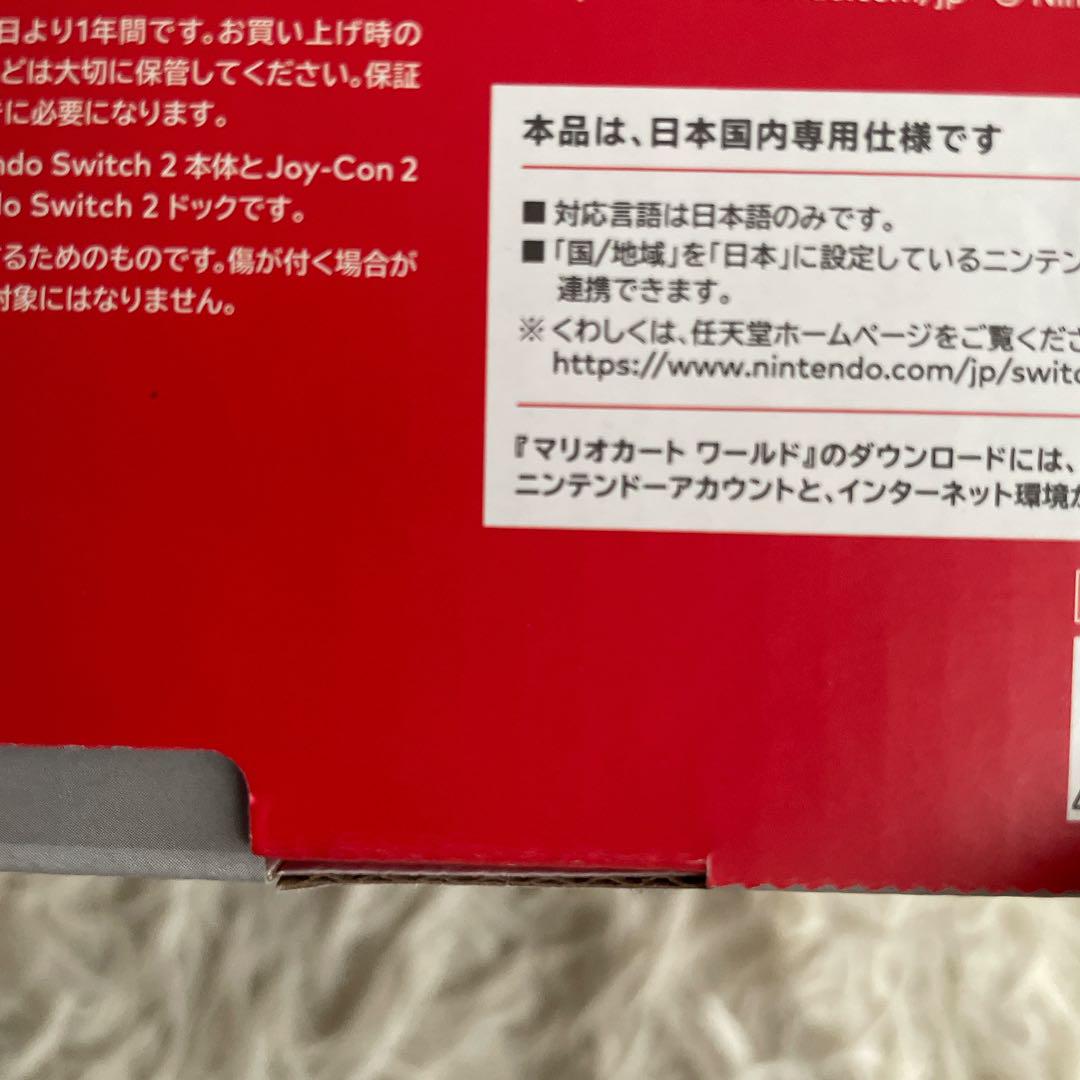 日より1年間です。お買い上げ時の
どは大切に保管してください。保証
に必要になります。
ndo Switch 2 本体とJoy-Con 2
lo Switch 2 ドックです。
るためのものです。傷が付く場合が
対象にはなりません。
本品は、日本国内専用仕様です
■ 対応言語は日本語のみです。
■ 「国/地域」を「日本」に設定しているニンテン
連携できます。
※ くわしくは、任天堂ホームページをご覧くださ
https://www.nintendo.com/jp/switc
『マリオカート ワールド』のダウンロードには、
ニンテンドーアカウントと、インターネット環境が